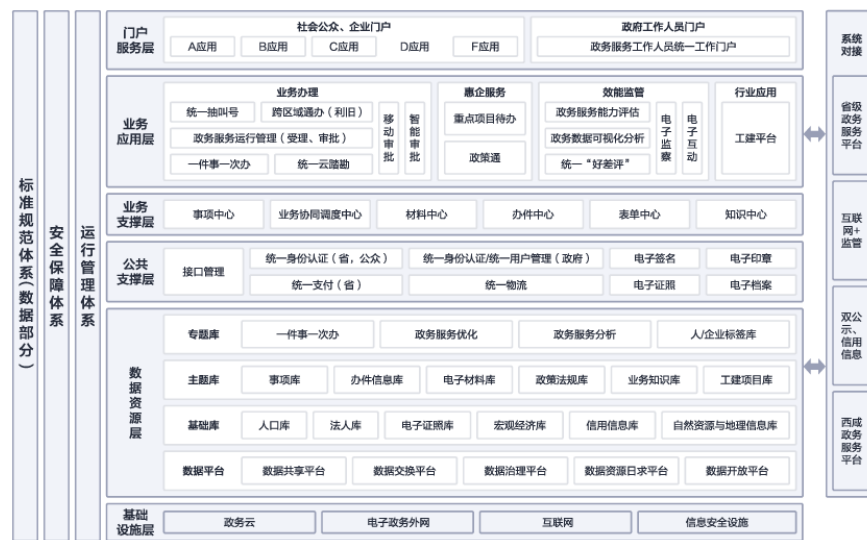 标准规范体系(数据部分)
安全保障体系
运行管理体系
门户
服务层
社会公众、企业门户
A应用
B应用
C应用
D应用
F应用
政府工作人员门户
政务服务工作人员统一工作门户
业务
应用层
业务办理
统一抽叫号
跨区域通办（利旧）
政务服务运行管理（受理、审批）
一件事一次办
统一云踏勘
移动审批
智能审批
惠企服务
重点项目待办
政策通
效能监管
政务服务能力评估
政务数据可视化分析
统一“好差评”
电子监察
电子互动
行业应用
工建平台
业务
支撑层
事项中心
业务协同调度中心
材料中心
办件中心
表单中心
知识中心
公共
支撑层
接口管理
统一身份认证（省，公众）
统一身份认证/统一用户管理（政府）
电子签名
电子印章
统一支付（省）
统一物流
电子证照
电子档案
数据资源层
专题库
一件事一次办
政务服务优化
政务服务分析
人/企业标签库
主题库
事项库
办件信息库
电子材料库
政策法规库
业务知识库
工建项目库
基础库
人口库
法人库
电子证照库
宏观经济库
信用信息库
自然资源与地理信息库
数据平台
数据共享平台
数据交换平台
数据治理平台
数据资源日求平台
数据开放平台
基础
设施层
政务云
电子政务外网
互联网
信息安全设施
系统
对接
省级
政务
服务
平台
互联
网+
监管
双公
示、
信用
信息
西咸
政务
服务
平台